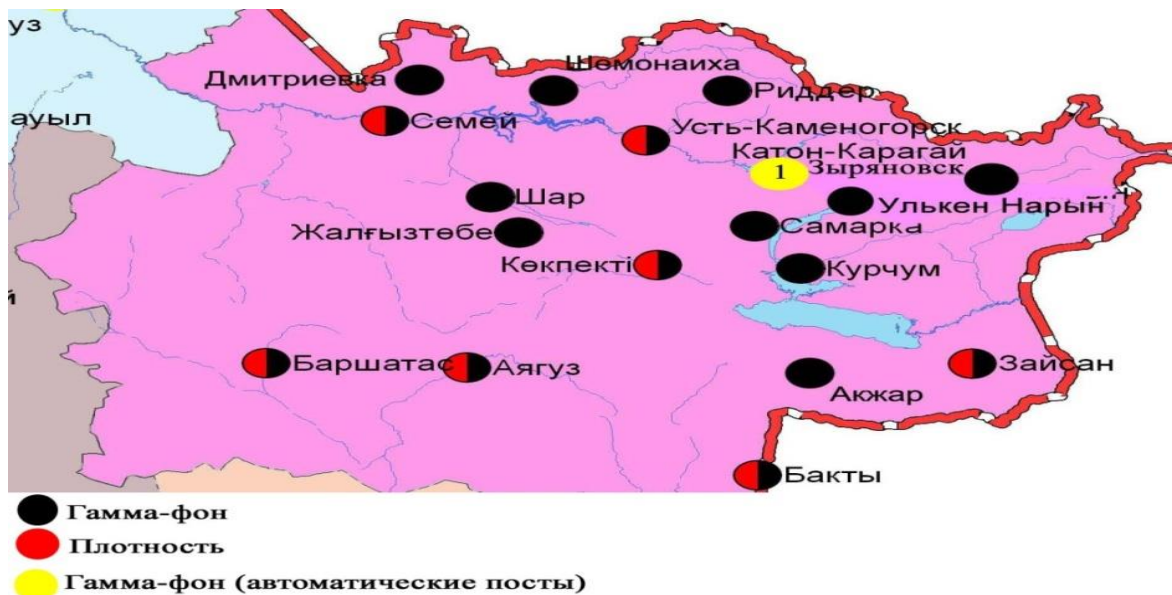 уз
Шемонаиха
Дмитриевка
Риддер
ауыл
Семей
Усть-Каменогорск
Катон-Карагай
1 Зыряновск
Шар
Улькен Нарын
Самарка
Жалғызтөбе
Көкпекті
Курчум
й
Баршатас
Аягуз
Зайсан
Акжар
Бакты
Гамма-фон
Плотность
Гамма-фон (автоматические посты)